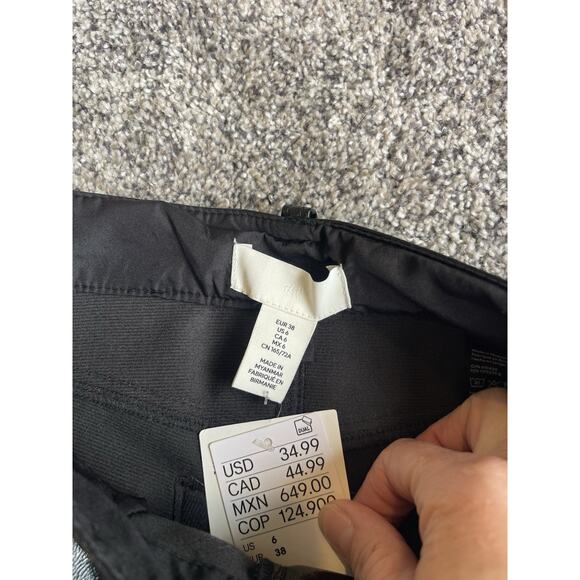 EUR 38
US 6
CA 6
MX 6
CN 165/72A
MADE IN
MYANMAR
FABRIQUÉ EN
BIRMANIE
DUAL
USD 34.99
CAD 44.99
MXN 649.00
COP 124.900
US 6
EUR 38